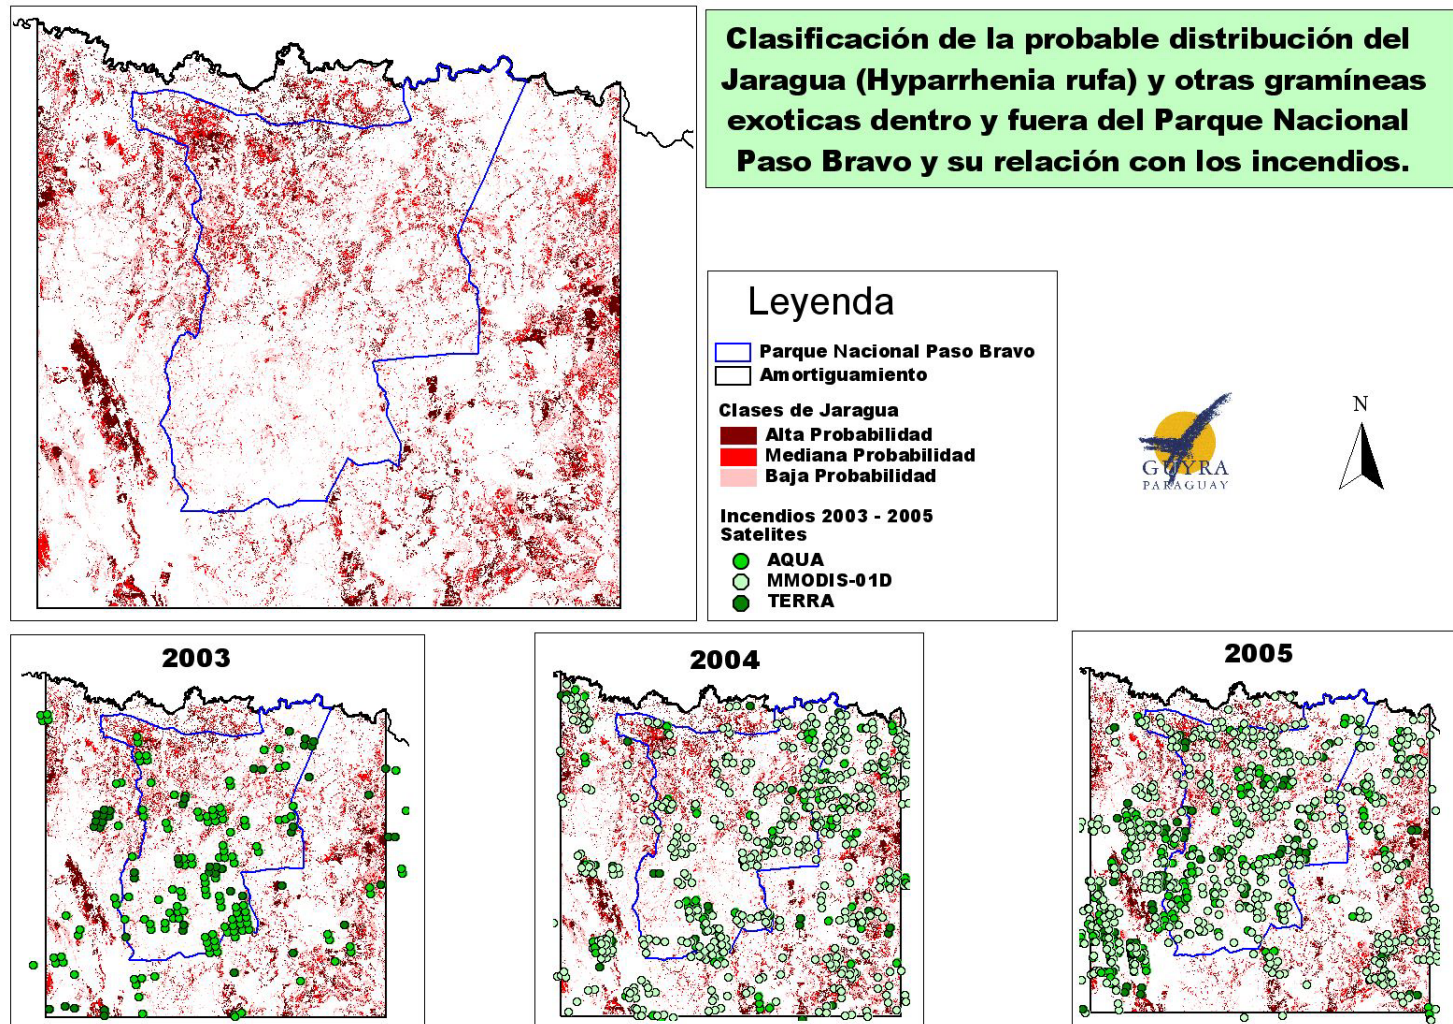 Clasificación de la probable distribución del
Jaragua (Hyparrhenia rufa) y otras gramíneas
exoticas dentro y fuera del Parque Nacional
Paso Bravo y su relación con los incendios.
Leyenda
Parque Nacional Paso Bravo
Amortiguamiento
Clases de Jaragua
Alta Probabilidad
Mediana Probabilidad
Baja Probabilidad
Incendios 2003 - 2005
Satelites
AQUA
MMODIS-01D
TERRA
GUYRA
PARAGUAY
N
2003
2004
2005